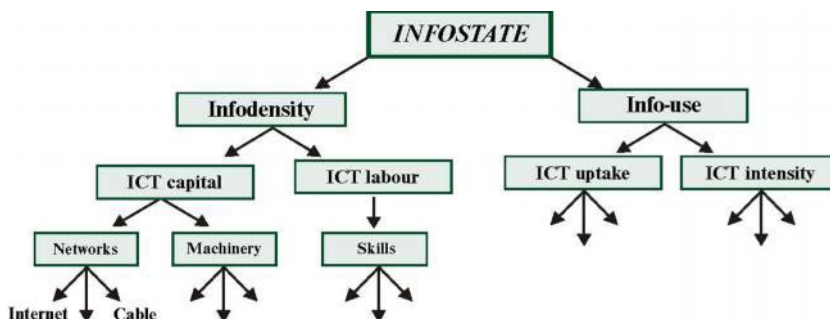 INFOSTATE
Infodensity
Info-use
ICT capital
ICT labour
ICT uptake
ICT intensity
Networks
Machinery
Skills
Internet
Cable